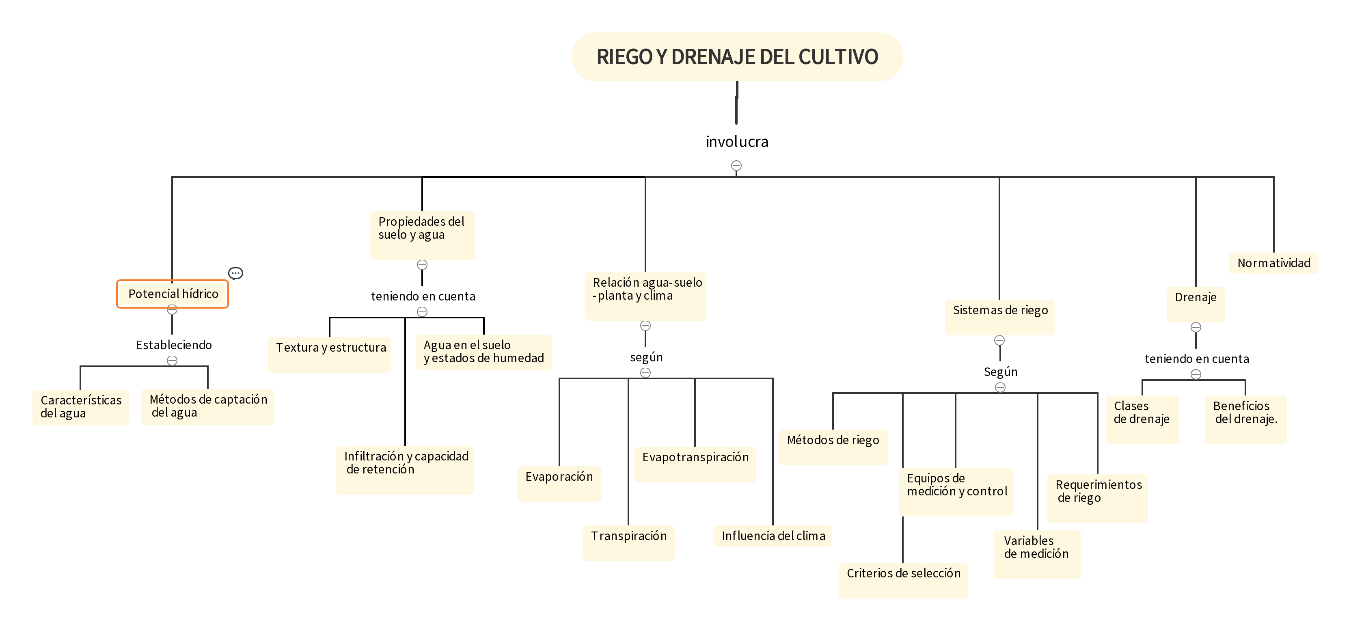 RIEGO Y DRENAJE DEL CULTIVO
involucra
Potencial hídrico
Estableciendo
Características
del agua
Métodos de captación
del agua
Propiedades del
suelo y agua
teniendo en cuenta
Textura y estructura
Infiltración y capacidad
de retención
Agua en el suelo
y estados de humedad
Relación agua-suelo
-planta y clima
según
Evaporación
Transpiración
Evapotranspiración
Influencia del clima
Sistemas de riego
Según
Métodos de riego
Criterios de selección
Equipos de
medición y control
Variables
de medición
Requerimientos
de riego
Drenaje
teniendo en cuenta
Clases
de drenaje
Beneficios
del drenaje.
Normatividad